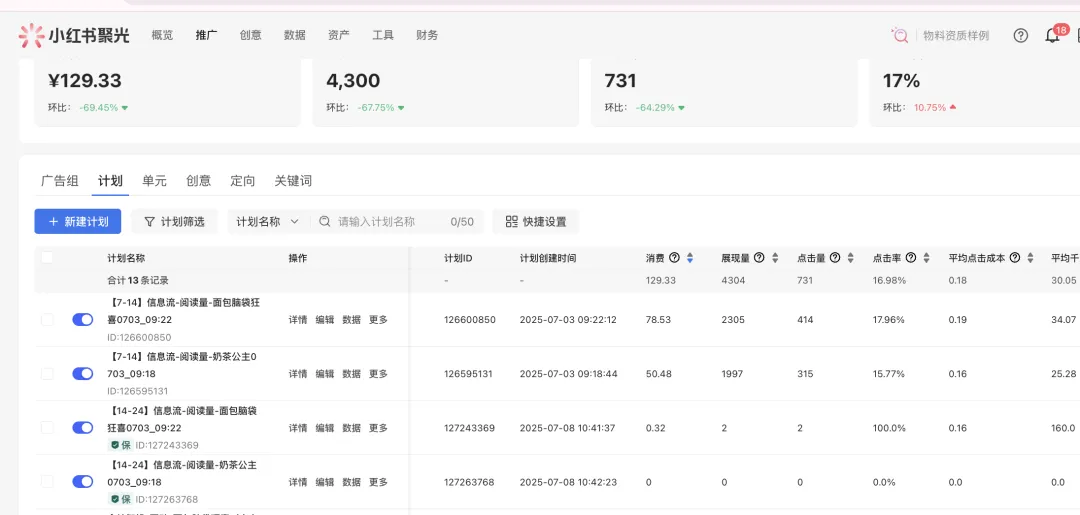 小红书聚光 概览 推广 创意 数据 资产 工具 财务 物料资质样例 18
¥129.33 4,300 731 17%
环比: -69.45% 环比: -67.75% 环比: -64.29% 环比: 10.75%
广告组 计划 单元 创意 定向 关键词
+ 新建计划 计划筛选 计划名称 请输入计划名称 0/50 快捷设置
计划名称 操作 计划ID 计划创建时间 消费 展现量 点击量 点击率 平均点击成本 平均千
合计 13 条记录 - - 129.33 4304 731 16.98% 0.18 30.05
【7-14】信息流-阅读量-面包脑袋狂
喜0703_09:22 详情 编辑 数据 更多 126600850 2025-07-03 09:22:12 78.53 2305 414 17.96% 0.19 34.07
ID:126600850
【7-14】信息流-阅读量-奶茶公主0
703_09:18 详情 编辑 数据 更多 126595131 2025-07-03 09:18:44 50.48 1997 315 15.77% 0.16 25.28
ID:126595131
【14-24】信息流-阅读量-面包脑袋
狂喜0703_09:22 详情 编辑 数据 更多 127243369 2025-07-08 10:41:37 0.32 2 2 100.0% 0.16 160.0
保 ID:127243369
【14-24】信息流-阅读量-奶茶公主
0703_09:18 详情 编辑 数据 更多 127263768 2025-07-08 10:42:23 0 0 0 0.0% 0.0 0.0
保 ID:127263768